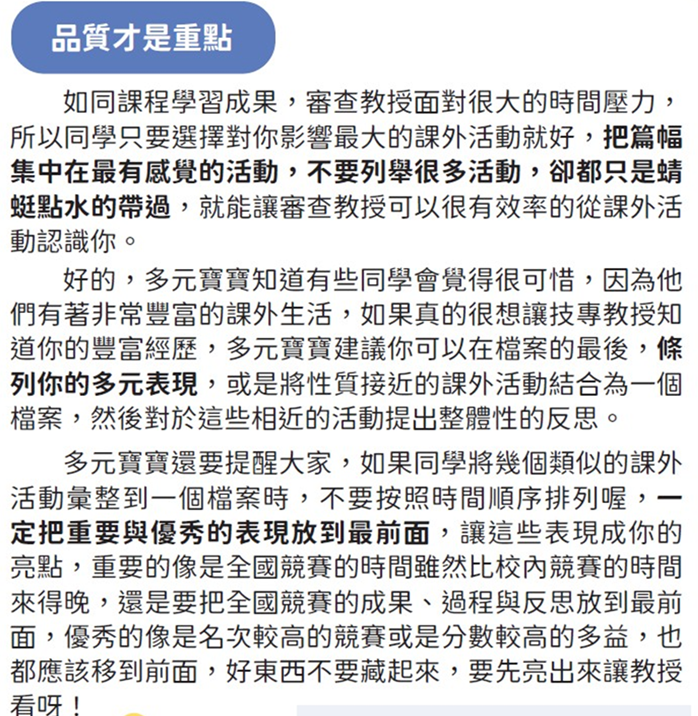 品質才是重點
如同課程學習成果，審查教授面對很大的時間壓力，
所以同學只要選擇對你影響最大的課外活動就好，把篇幅
集中在最有感覺的活動，不要列舉很多活動，卻都只是蜻
蜓點水的帶過，就能讓審查教授可以很有效率的從課外活
動認識你。
好的，多元寶寶知道有些同學會覺得很可惜，因為他
們有著非常豐富的課外生活，如果真的很想讓技專教授知
道你的豐富經歷，多元寶寶建議你可以在檔案的最後，條
列你的多元表現，或是將性質接近的課外活動結合為一個
檔案，然後對於這些相近的活動提出整體性的反思。
多元寶寶還要提醒大家，如果同學將幾個類似的課外
活動彙整到一個檔案時，不要按照時間順序排列喔，一
定把重要與優秀的表現放到最前面，讓這些表現成你的
亮點，重要的像是全國競賽的時間雖然比校內競賽的時間
來得晚，還是要把全國競賽的成果、過程與反思放到最前
面，優秀的像是名次較高的競賽或是分數較高的多益，也
都應該移到前面，好東西不要藏起來，要先亮出來讓教授
看呀！